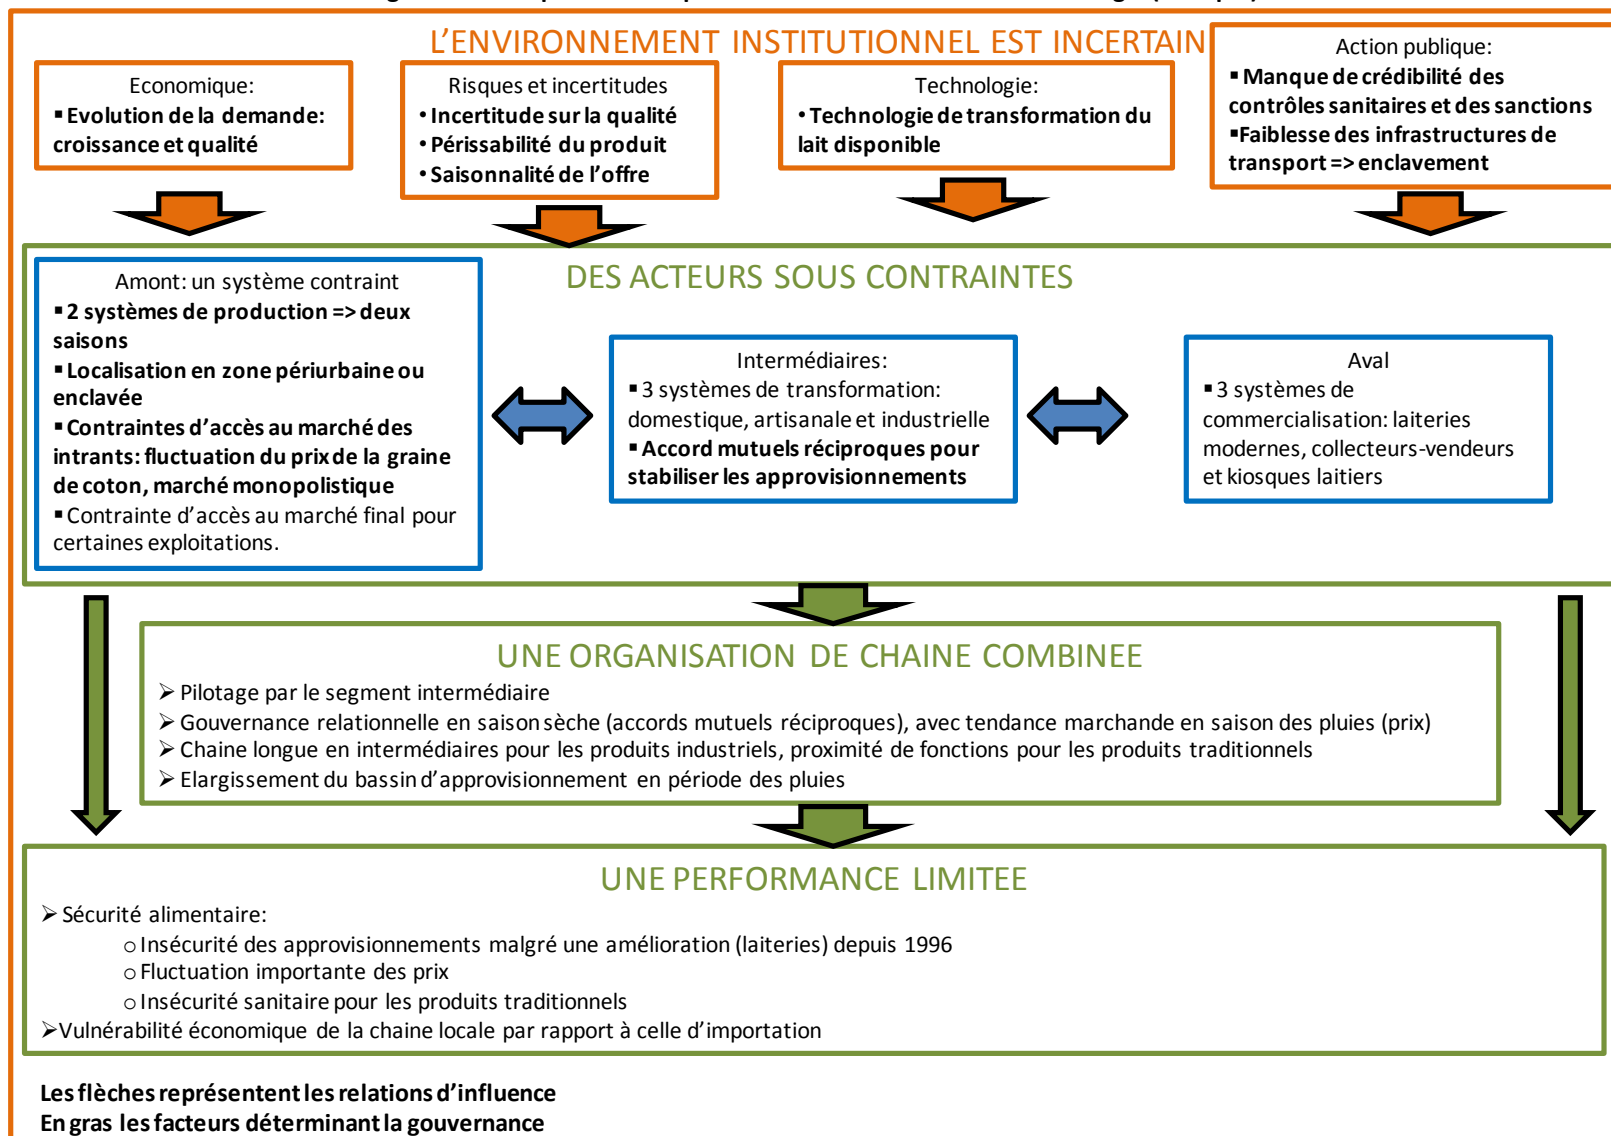 L’ENVIRONNEMENT INSTITUTIONNEL EST INCERTAIN
Economique:
▪ Evolution de la demande:
croissance et qualité
Risques et incertitudes
• Incertitude sur la qualité
• Périssabilité du produit
• Saisonnalité de l’offre
Technologie:
• Technologie de transformation du
lait disponible
Action publique:
▪ Manque de crédibilité des
contrôles sanitaires et des sanctions
▪Faiblesse des infrastructures de
transport => enclavement
DES ACTEURS SOUS CONTRAINTES
Amont: un système contraint
▪ 2 systèmes de production => deux
saisons
▪ Localisation en zone périurbaine ou
enclavée
▪ Contraintes d’accès au marché des
intrants: fluctuation du prix de la graine
de coton, marché monopolistique
▪ Contrainte d’accès au marché final pour
certaines exploitations.
Intermédiaires:
▪ 3 systèmes de transformation:
domestique, artisanale et industrielle
▪ Accord mutuels réciproques pour
stabiliser les approvisionnements
Aval
▪ 3 systèmes de
commercialisation: laiteries
modernes, collecteurs-vendeurs
et kiosques laitiers
UNE ORGANISATION DE CHAINE COMBINEE
➢ Pilotage par le segment intermédiaire
➢ Gouvernance relationnelle en saison sèche (accords mutuels réciproques), avec tendance marchande en saison des pluies (prix)
➢ Chaine longue en intermédiaires pour les produits industriels, proximité de fonctions pour les produits traditionnels
➢ Elargissement du bassin d’approvisionnement en période des pluies
UNE PERFORMANCE LIMITEE
➢ Sécurité alimentaire:
o Insécurité des approvisionnements malgré une amélioration (laiteries) depuis 1996
o Fluctuation importante des prix
o Insécurité sanitaire pour les produits traditionnels
➢Vulnérabilité économique de la chaine locale par rapport à celle d’importation
Les flèches représentent les relations d’influence
En gras les facteurs déterminant la gouvernance